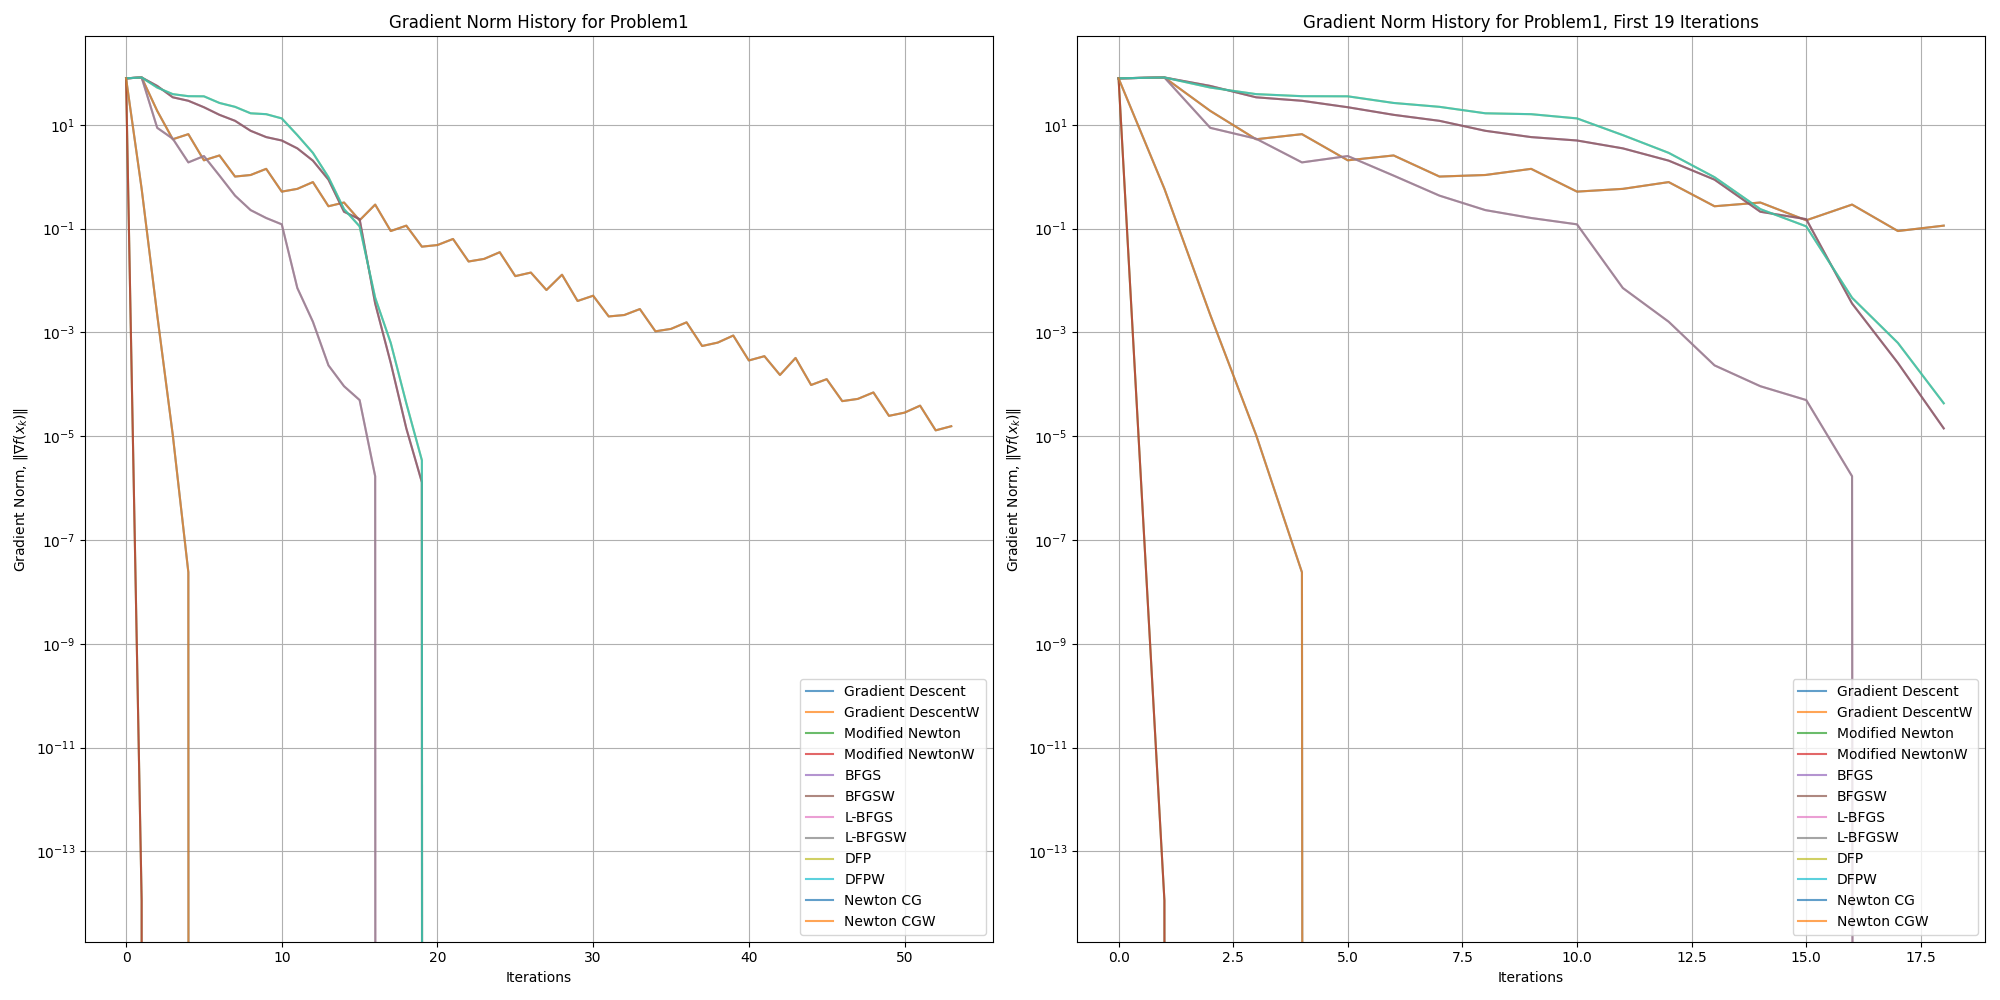 Gradient Norm History for Problem1
10^1
10^-1
10^-3
10^-5
10^-7
10^-9
10^-11
10^-13
Gradient Norm, ‖∇f(x_k)‖
0 10 20 30 40 50
Iterations
Gradient Descent
Gradient DescentW
Modified Newton
Modified NewtonW
BFGS
BFGSW
L-BFGS
L-BFGSW
DFP
DFPW
Newton CG
Newton CGW
Gradient Norm History for Problem1, First 19 Iterations
10^1
10^-1
10^-3
10^-5
10^-7
10^-9
10^-11
10^-13
Gradient Norm, ‖∇f(x_k)‖
0.0 2.5 5.0 7.5 10.0 12.5 15.0 17.5
Iterations
Gradient Descent
Gradient DescentW
Modified Newton
Modified NewtonW
BFGS
BFGSW
L-BFGS
L-BFGSW
DFP
DFPW
Newton CG
Newton CGW